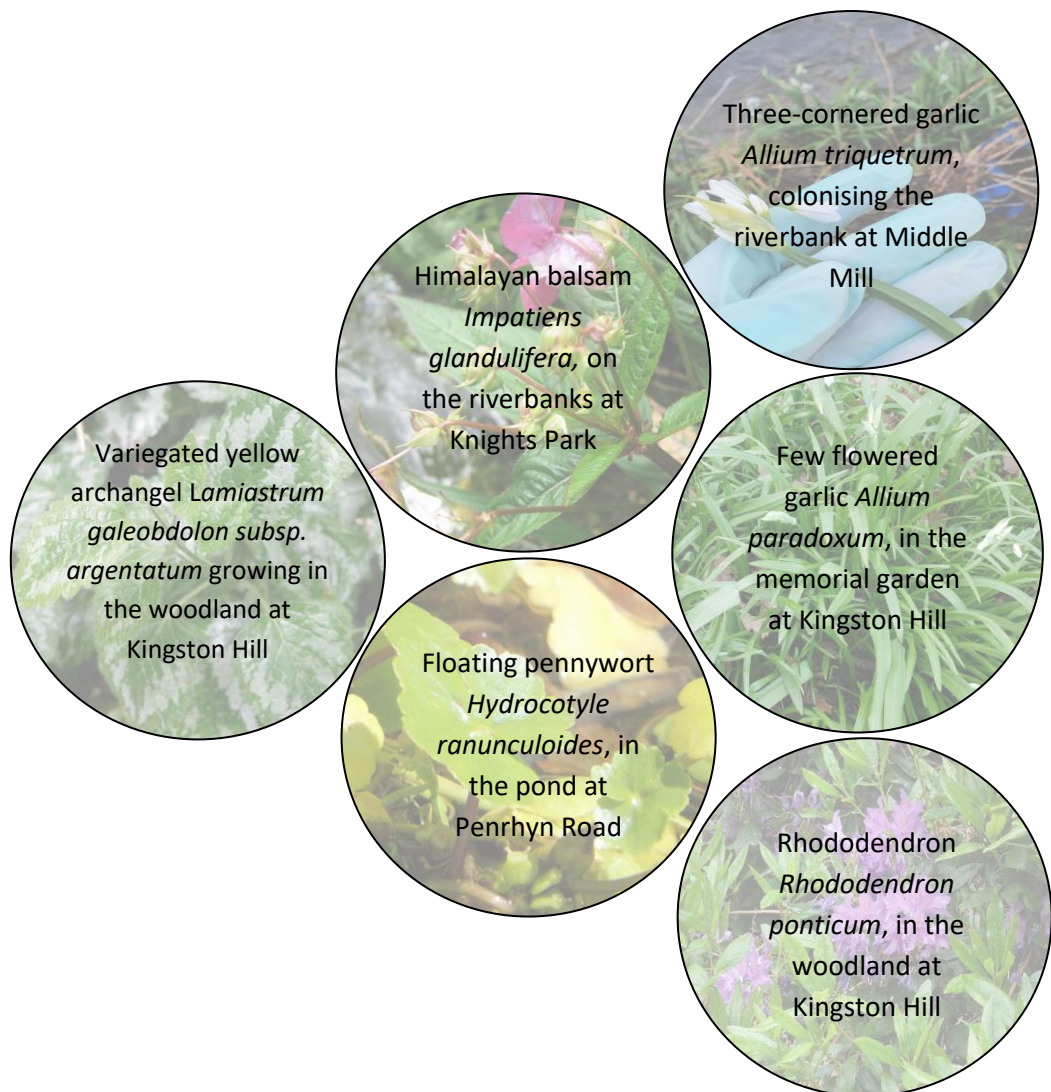 Three-cornered garlic
Allium triquetrum,
colonising the
riverbank at Middle
Mill
Himalayan balsam
Impatiens
glandulifera, on
the riverbanks at
Knights Park
Variegated yellow
archangel Lamiastrum
galeobdolon subsp.
argentatum growing in
the woodland at
Kingston Hill
Few flowered
garlic Allium
paradoxum, in the
memorial garden
at Kingston Hill
Floating pennywort
Hydrocotyle
ranunculoides, in
the pond at
Penrhyn Road
Rhododendron
Rhododendron
ponticum, in the
woodland at
Kingston Hill